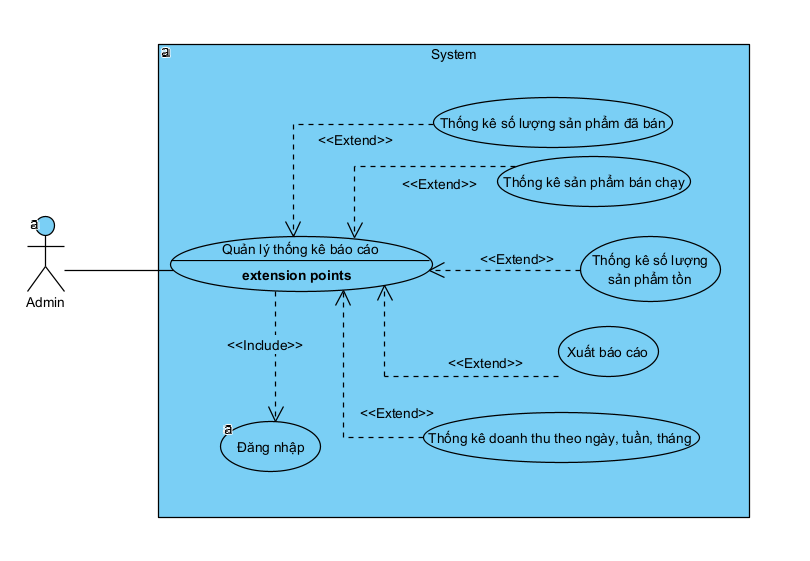 a
System
Thống kê số lượng sản phẩm đã bán
<<Extend>>
Thống kê sản phẩm bán chạy
<<Extend>>
a
Admin
Quản lý thống kê báo cáo
extension points
<<Extend>>
Thống kê số lượng
sản phẩm tồn
<<Include>>
Xuất báo cáo
<<Extend>>
<<Extend>>
a
Đăng nhập
Thống kê doanh thu theo ngày, tuần, tháng